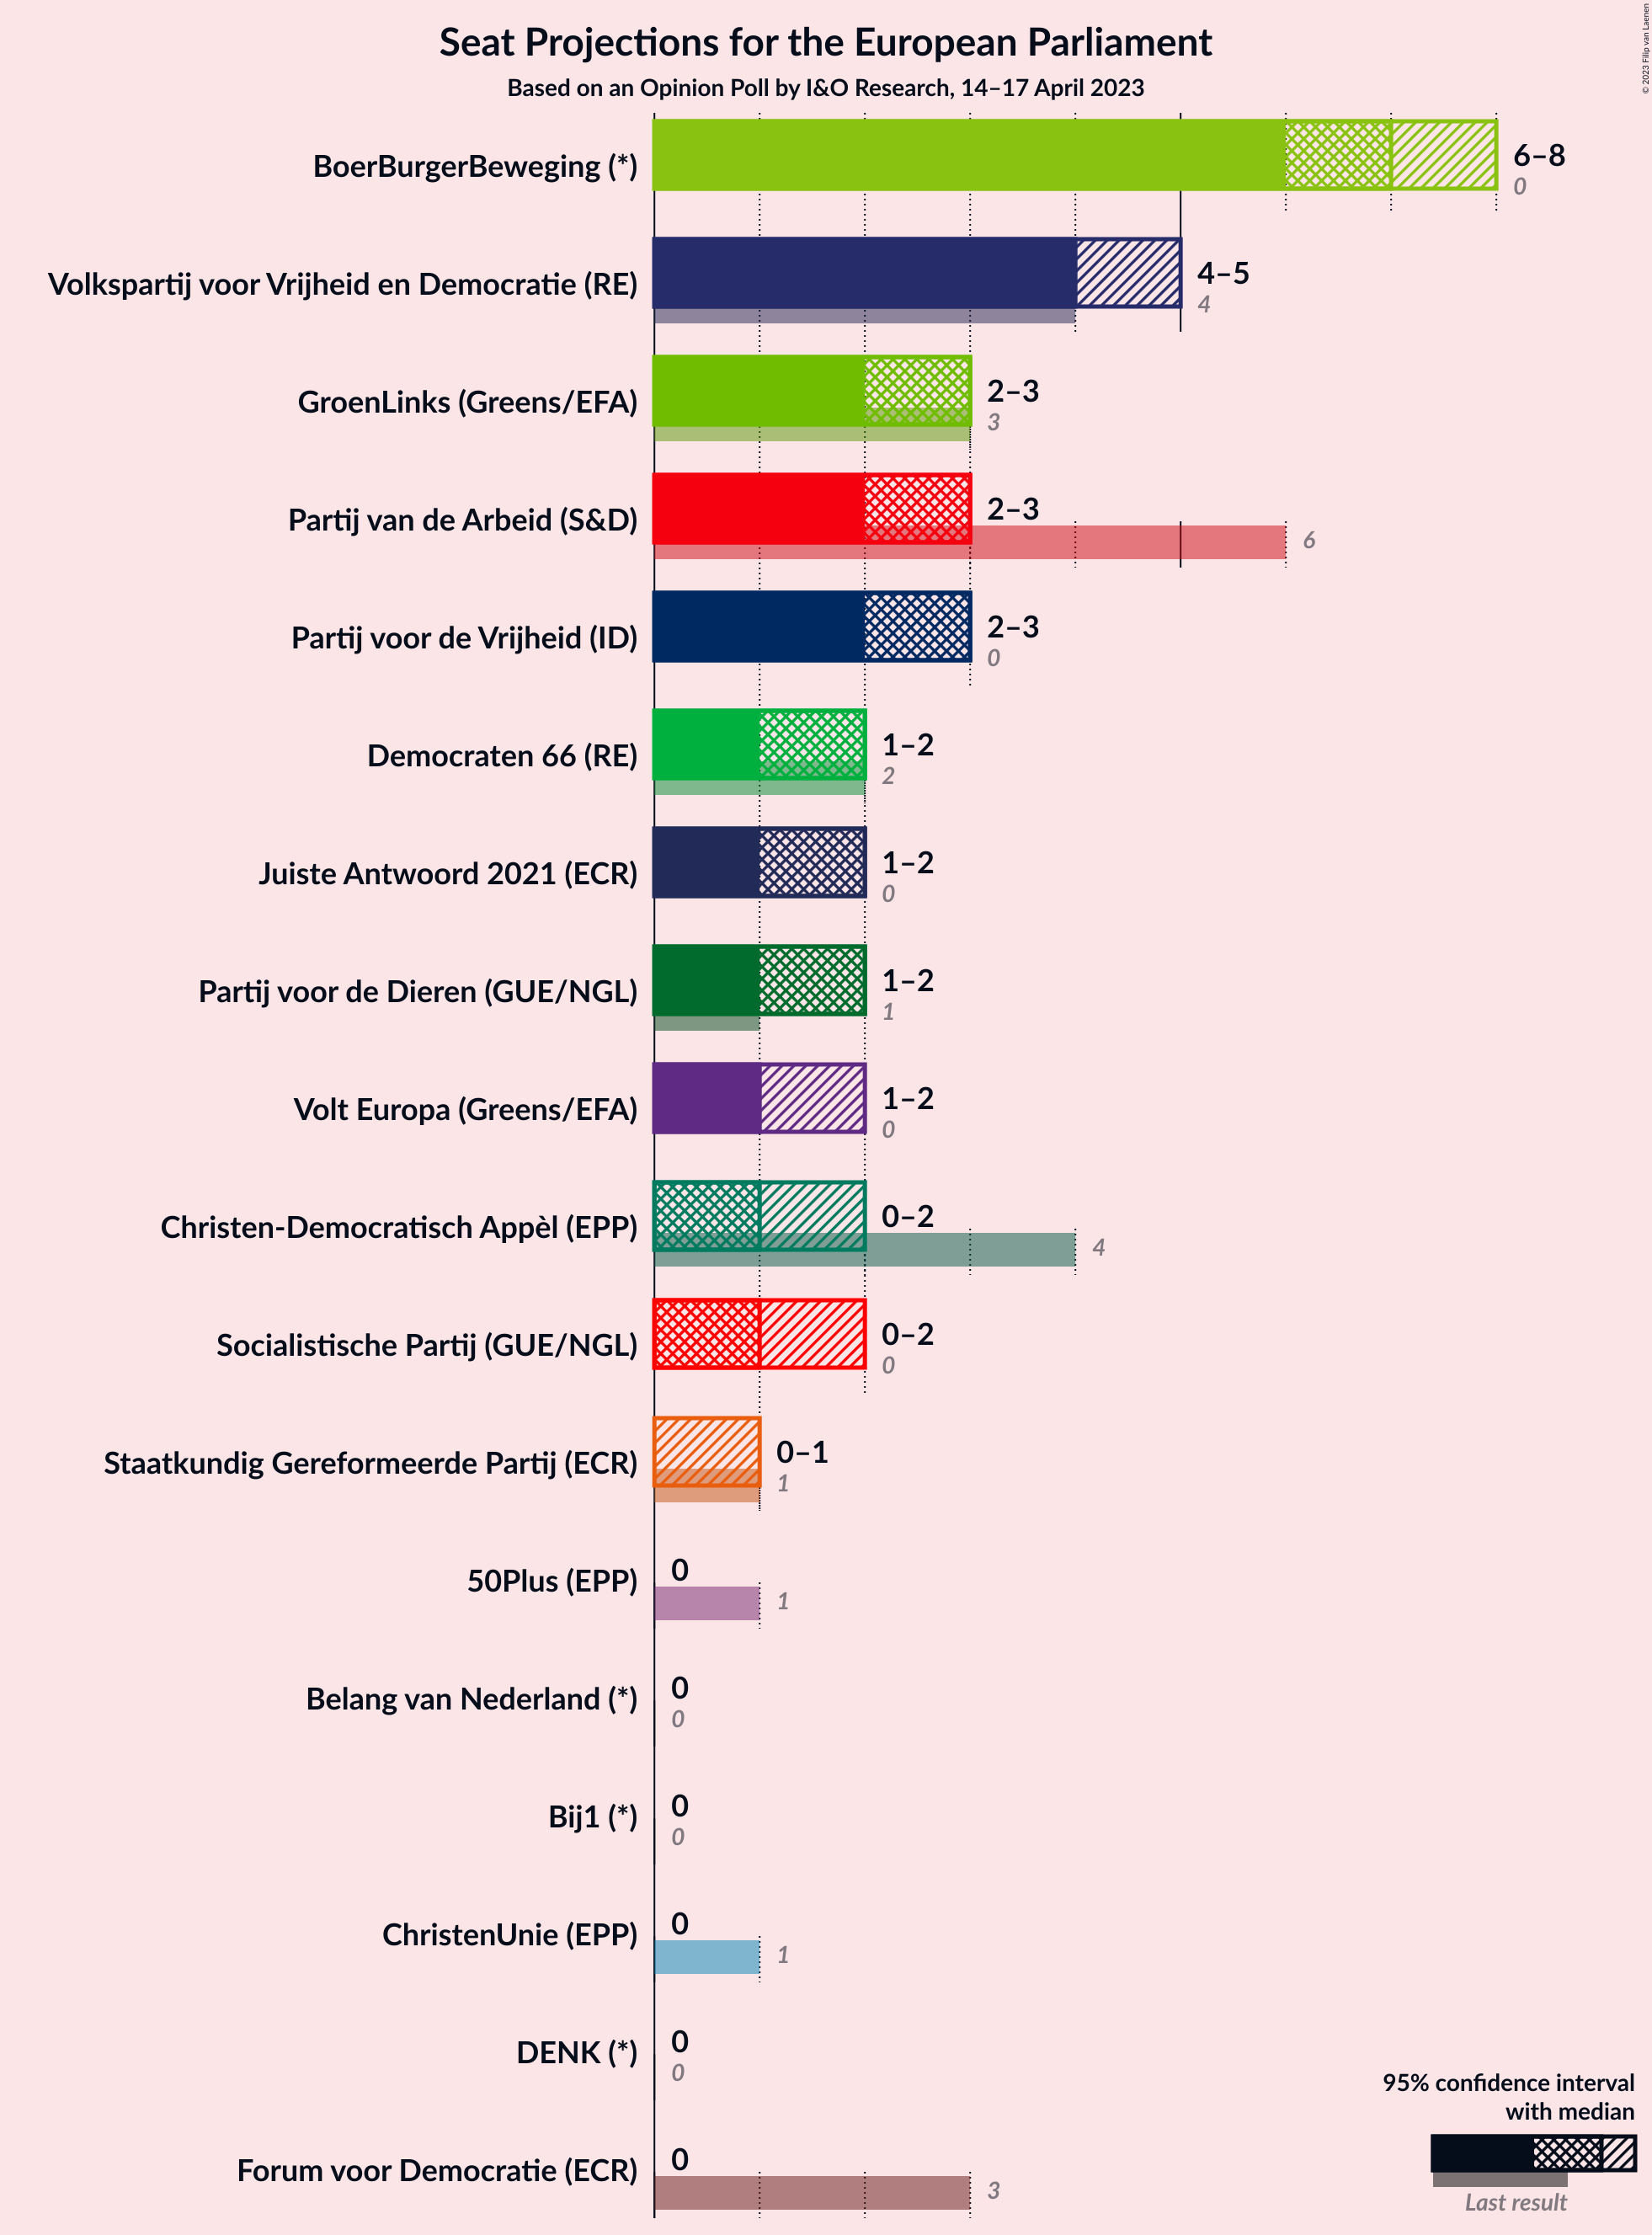 Seat Projections for the European Parliament
Based on an Opinion Poll by I&O Research, 14–17 April 2023
© 2023 Filip van Laenen
BoerBurgerBeweging (*)
6–8
0
Volkspartij voor Vrijheid en Democratie (RE)
4–5
4
GroenLinks (Greens/EFA)
2–3
3
Partij van de Arbeid (S&D)
2–3
6
Partij voor de Vrijheid (ID)
2–3
0
Democraten 66 (RE)
1–2
2
Juiste Antwoord 2021 (ECR)
1–2
0
Partij voor de Dieren (GUE/NGL)
1–2
1
Volt Europa (Greens/EFA)
1–2
0
Christen-Democratisch Appèl (EPP)
0–2
4
Socialistische Partij (GUE/NGL)
0–2
0
Staatkundig Gereformeerde Partij (ECR)
0–1
1
50Plus (EPP)
0
1
Belang van Nederland (*)
0
0
Bij1 (*)
0
0
ChristenUnie (EPP)
0
1
DENK (*)
0
0
Forum voor Democratie (ECR)
0
3
95% confidence interval
with median
Last result